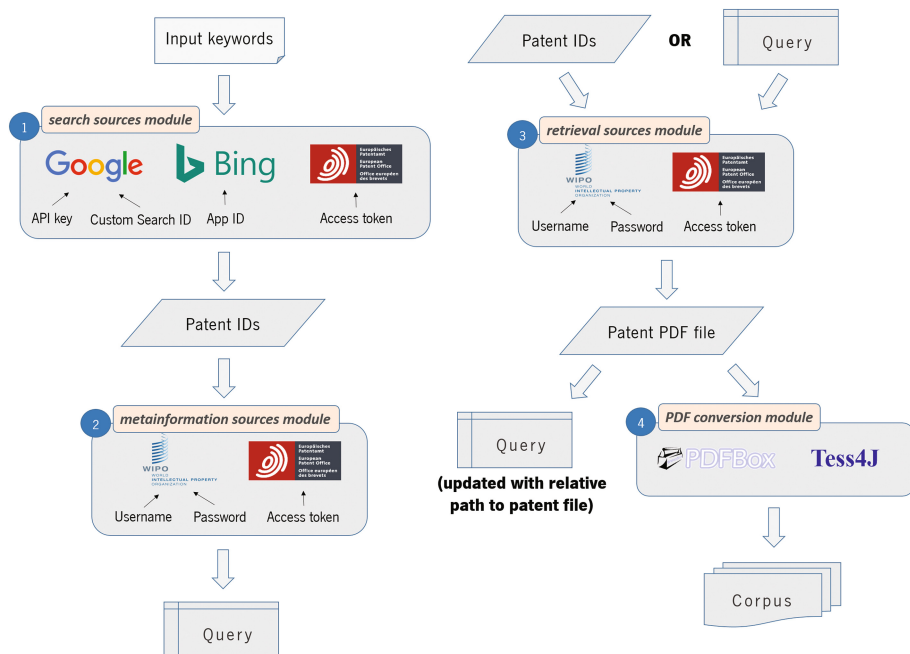 Input keywords
1
search sources module
Google
Bing
Europäisches
Patentamt
European
Patent Office
Office européen
des brevets
API key
Custom Search ID
App ID
Access token
Patent IDs
2
metainformation sources module
WIPO
WORLD
INTELLECTUAL PROPERTY
ORGANIZATION
Europäisches
Patentamt
European
Patent Office
Office européen
des brevets
Username
Password
Access token
Query
Patent IDs
OR
Query
3
retrieval sources module
WIPO
WORLD
INTELLECTUAL PROPERTY
ORGANIZATION
Europäisches
Patentamt
European
Patent Office
Office européen
des brevets
Username
Password
Access token
Patent PDF file
Query
(updated with relative
path to patent file)
4
PDF conversion module
PDFBox
Tess4J
Corpus